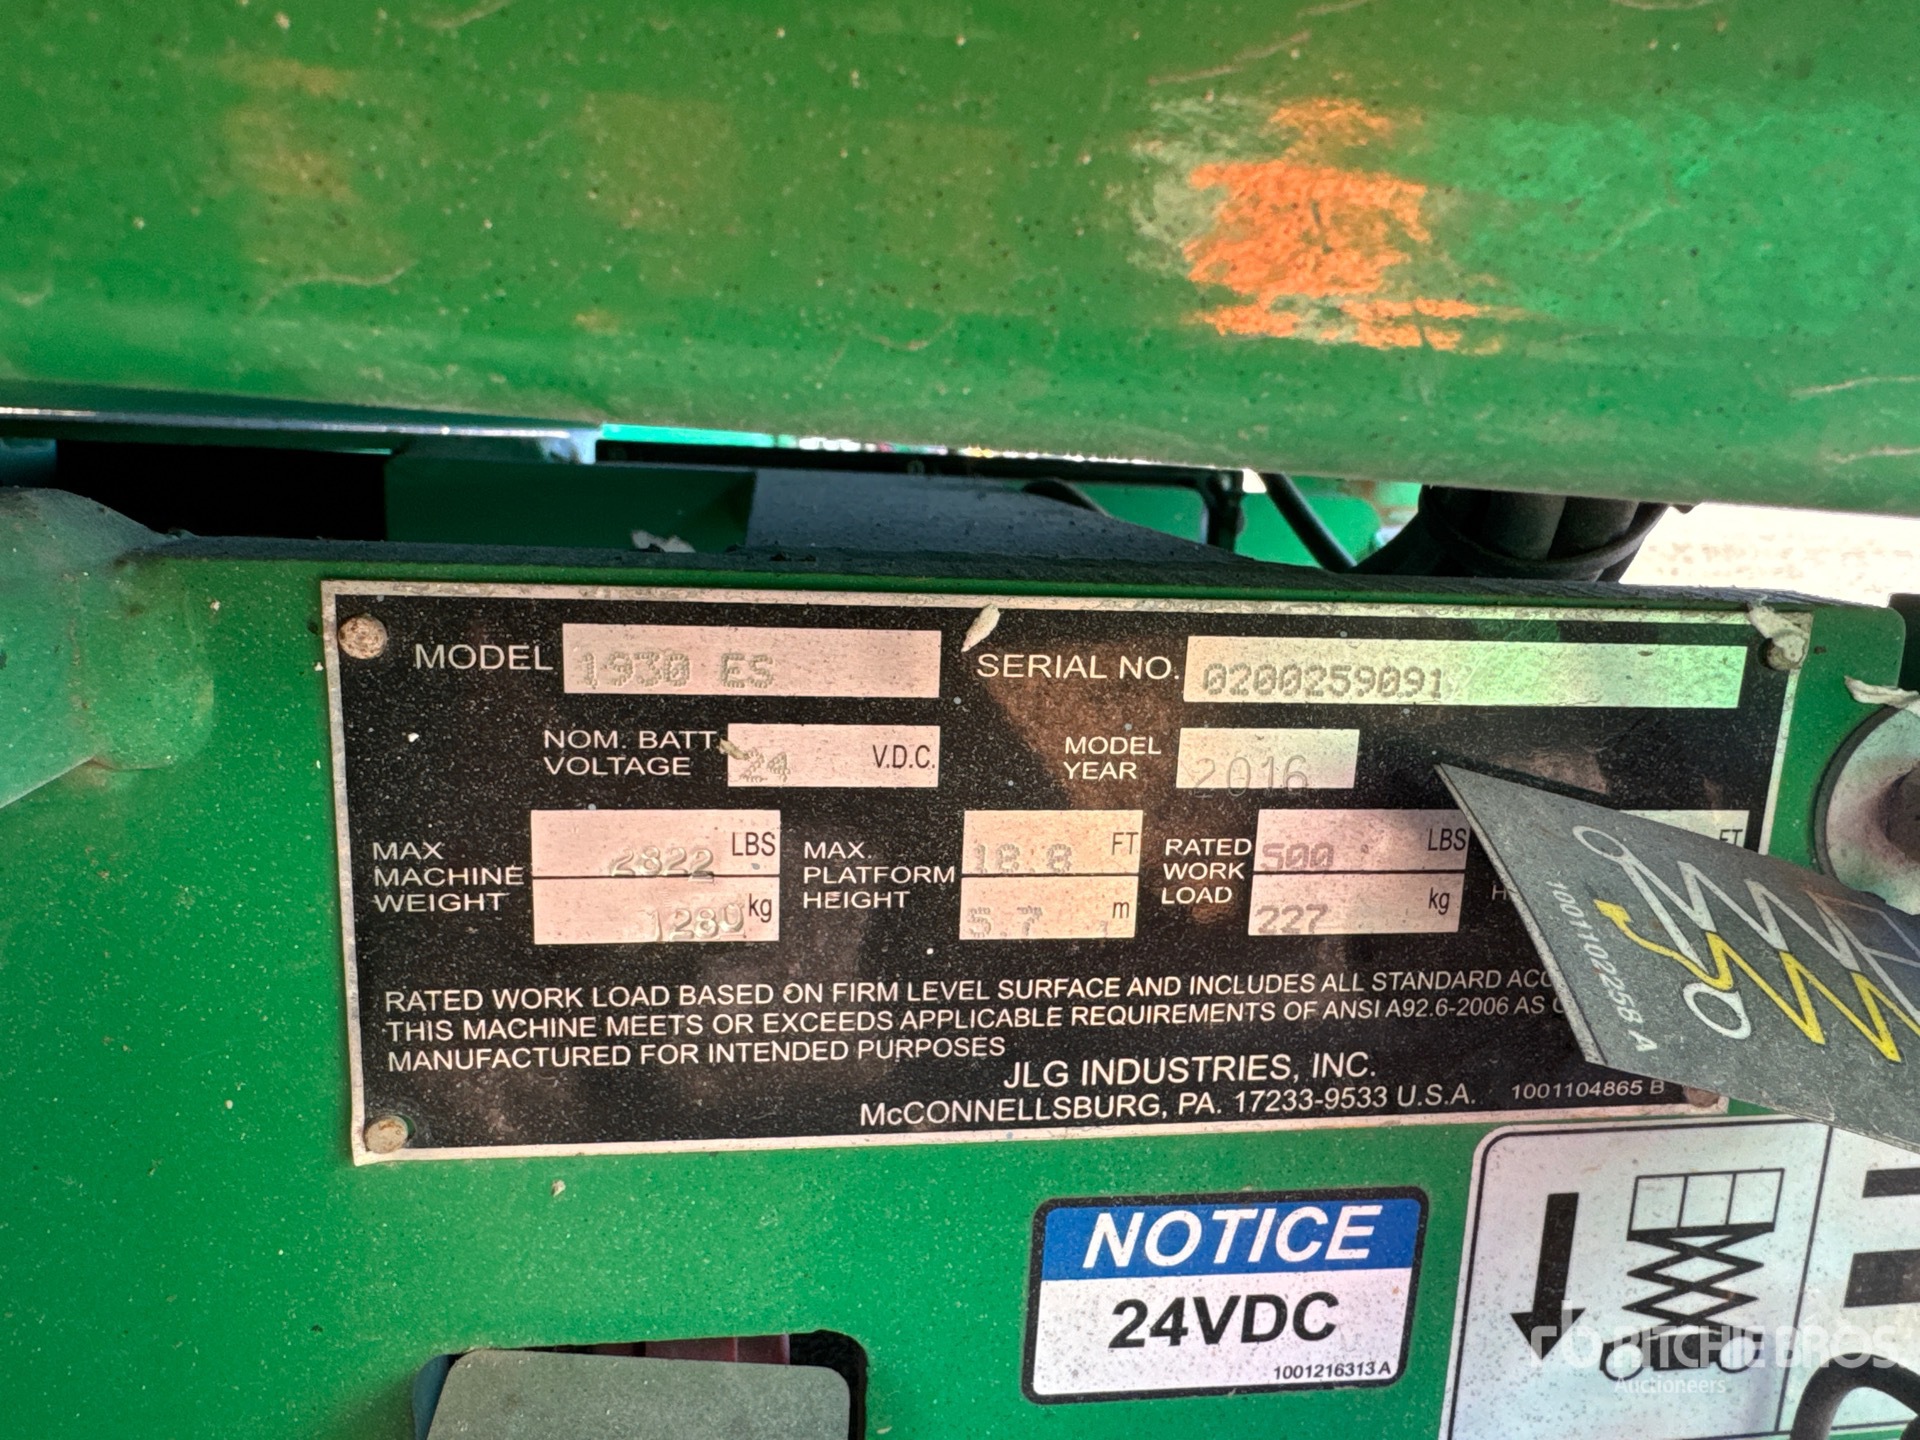 MODEL 1930 ES SERIAL NO. 0200259091
NOM. BATT VOLTAGE 24 V.D.C. MODEL YEAR 2016
MAX MACHINE WEIGHT 2822 LBS 1280 kg MAX. PLATFORM HEIGHT 18.8 FT 5.7 m RATED WORK LOAD 500 LBS 227 kg FT
RATED WORK LOAD BASED ON FIRM LEVEL SURFACE AND INCLUDES ALL STANDARD
THIS MACHINE MEETS OR EXCEEDS APPLICABLE REQUIREMENTS OF ANSI A92.6-2006 AS
MANUFACTURED FOR INTENDED PURPOSES
JLG INDUSTRIES, INC.
McCONNELLSBURG, PA. 17233-9533 U.S.A. 1001104865 B
1001102258 A
NOTICE
24VDC
1001216313 A
RITCHIE BROS
Auctioneers